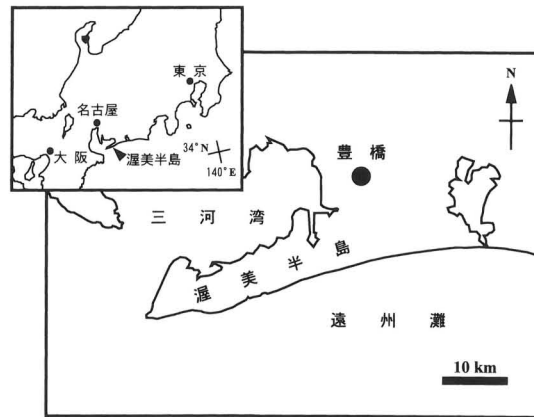 東 京
名古屋
34°N
大 阪
渥美半島
140°E
N
豊 橋
三 河 湾
渥 美 半 島
遠 州 灘
10 km